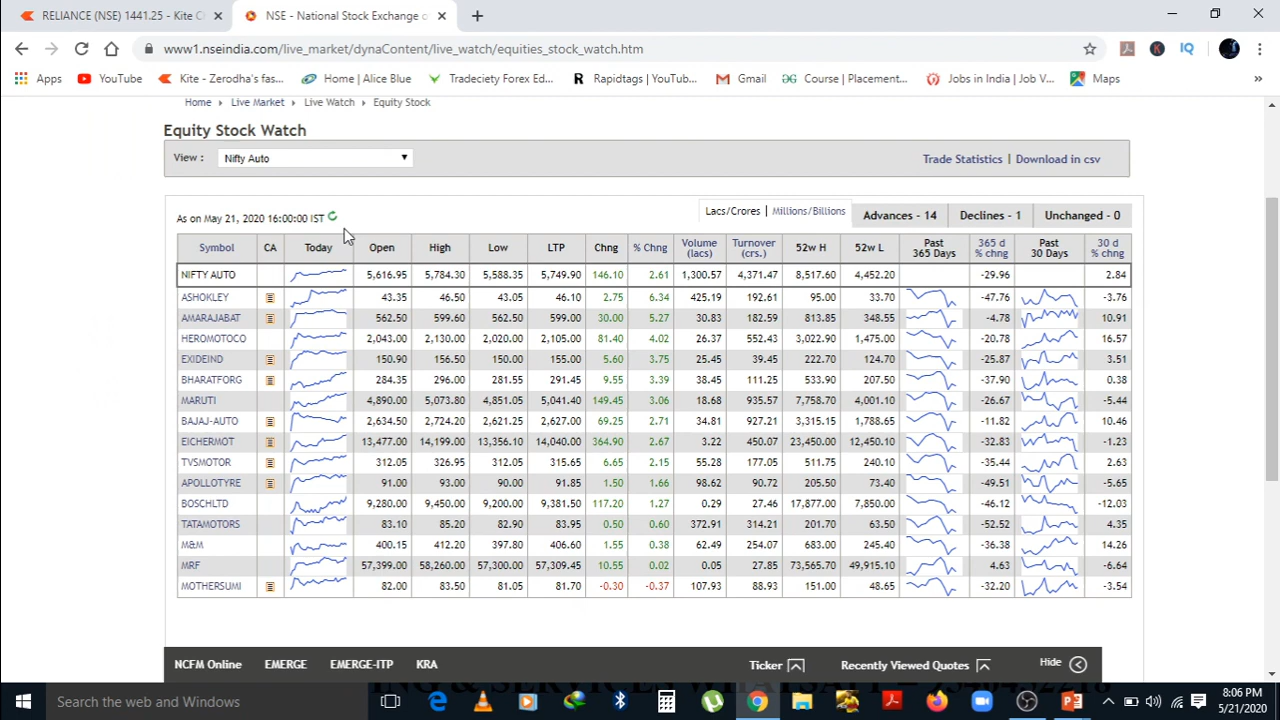 RELIANCE (NSE) 1441.25 - Kite C
NSE - National Stock Exchange o
www1.nseindia.com/live_market/dynaContent/live_watch/equities_stock_watch.htm
Apps YouTube Kite - Zerodha's fas... Home | Alice Blue Tradeciety Forex Ed... Rapidtags | YouTub... Gmail Course | Placement... Jobs in India | Job V... Maps »
Home Live Market Live Watch Equity Stock
Equity Stock Watch
View : Nifty Auto Trade Statistics | Download in csv
As on May 21, 2020 16:00:00 IST Lacs/Crores | Millions/Billions Advances - 14 Declines - 1 Unchanged - 0
Symbol CA Today Open High Low LTP Chng % Chng Volume (lacs) Turnover (crs.) 52w H 52w L Past 365 Days 365 d % chng Past 30 Days 30 d % chng
NIFTY AUTO 5,616.95 5,784.30 5,588.35 5,749.90 146.10 2.61 1,300.57 4,371.47 8,517.60 4,452.20 -29.96 2.84
ASHOKLEY 43.35 46.50 43.05 46.10 2.75 6.34 425.19 192.61 95.00 33.70 -47.76 -3.76
AMARAJABAT 562.50 599.60 562.50 599.00 30.00 5.27 30.83 182.59 813.85 348.55 -4.78 10.91
HEROMOTOCO 2,043.00 2,130.00 2,020.00 2,105.00 81.40 4.02 26.37 552.43 3,022.90 1,475.00 -20.78 16.57
EXIDEIND 150.90 156.50 150.00 155.00 5.60 3.75 25.45 39.45 222.70 124.70 -25.87 3.51
BHARATFORG 284.35 296.00 281.55 291.45 9.55 3.39 38.45 111.25 533.90 207.50 -37.90 0.38
MARUTI 4,890.00 5,073.80 4,851.05 5,041.40 149.45 3.06 18.68 935.57 7,758.70 4,001.10 -26.67 -5.44
BAJAJ-AUTO 2,634.50 2,724.20 2,621.25 2,627.00 69.25 2.71 34.81 927.21 3,315.15 1,788.65 -11.82 10.46
EICHERMOT 13,477.00 14,199.00 13,356.10 14,040.00 364.90 2.67 3.22 450.07 23,450.00 12,450.10 -32.83 -1.23
TVSMOTOR 312.05 326.95 312.05 315.65 6.65 2.15 55.28 177.05 511.75 240.10 -35.44 2.63
APOLLOTYRE 91.00 93.00 90.00 91.85 1.50 1.66 98.62 90.72 205.50 73.40 -49.51 -5.65
BOSCHLTD 9,280.00 9,450.00 9,200.00 9,381.50 117.20 1.27 0.29 27.46 17,877.00 7,850.00 -46.12 -12.03
TATAMOTORS 83.10 85.20 82.90 83.95 0.50 0.60 372.91 314.21 201.70 63.50 -52.52 4.35
M&M 400.15 412.20 397.80 406.60 1.55 0.38 62.49 254.07 683.00 245.40 -36.38 14.26
MRF 57,399.00 58,260.00 57,300.00 57,309.45 10.55 0.02 0.05 27.85 73,565.70 49,915.10 4.63 -6.64
MOTHERSUMI 82.00 83.50 81.05 81.70 -0.30 -0.37 107.93 88.93 151.00 48.65 -32.20 -3.54
NCFM Online EMERGE EMERGE-ITP KRA Ticker Recently Viewed Quotes Hide
Search the web and Windows
8:06 PM
5/21/2020